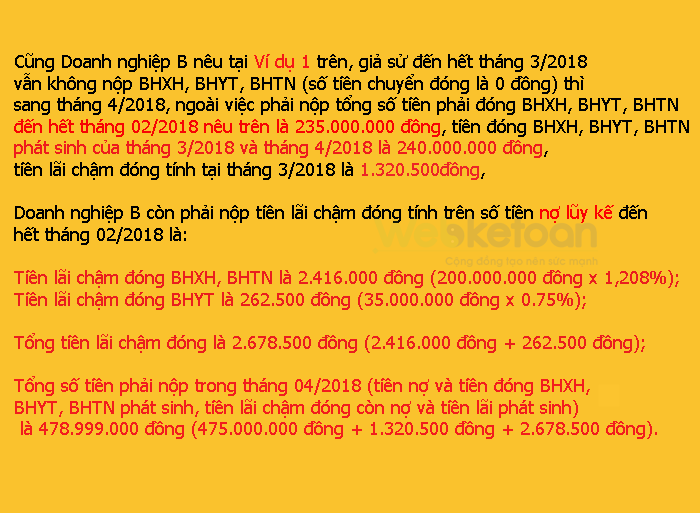 Cũng Doanh nghiệp B nêu tại Ví dụ 1 trên, giả sử đến hết tháng 3/2018
vẫn không nộp BHXH, BHYT, BHTN (số tiền chuyển đóng là 0 đồng) thì
sang tháng 4/2018, ngoài việc phải nộp tổng số tiền phải đóng BHXH, BHYT, BHTN
đến hết tháng 02/2018 nêu trên là 235.000.000 đồng, tiền đóng BHXH, BHYT, BHTN
phát sinh của tháng 3/2018 và tháng 4/2018 là 240.000.000 đồng,
tiền lãi chậm đóng tính tại tháng 3/2018 là 1.320.500đồng,
Doanh nghiệp B còn phải nộp tiền lãi chậm đóng tính trên số tiền nợ lũy kế đến
hết tháng 02/2018 là:
webketoan
Cộng đồng tạo nên sức mạnh
Tiền lãi chậm đóng BHXH, BHTN là 2.416.000 đồng (200.000.000 đồng x 1,208%);
Tiền lãi chậm đóng BHYT là 262.500 đồng (35.000.000 đồng x 0.75%);
Tổng tiền lãi chậm đóng là 2.678.500 đồng (2.416.000 đồng + 262.500 đồng);
Tổng số tiền phải nộp trong tháng 04/2018 (tiền nợ và tiền đóng BHXH,
BHYT, BHTN phát sinh, tiền lãi chậm đóng còn nợ và tiền lãi phát sinh)
là 478.999.000 đồng (475.000.000 đồng + 1.320.500 đồng + 2.678.500 đồng).